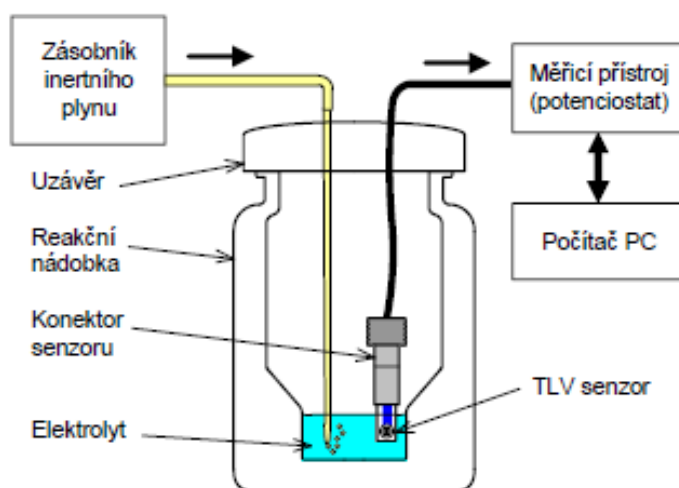 Zásobník
inertního
plynu
Měřicí přístroj
(potenciostat)
Uzávěr
Reakční
nádobka
Počítač PC
Konektor
senzoru
TLV senzor
Elektrolyt